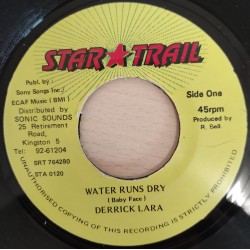 STAR★TRAIL
Publ. by :
Sony Songs Inc./
ECAF Music (BMI)
Distributed by
SONIC SOUNDS
25 Retirement
Road,
Kingston 5
Tel: 92-61204
SRT 764280
STA 0120
Side One
45rpm
Produced by
R. Bell.
WATER RUNS DRY
( Baby Face )
DERRICK LARA
UNAUTHORISED COPYING OF THIS RECORDING IS STRICTLY PROHIBITED